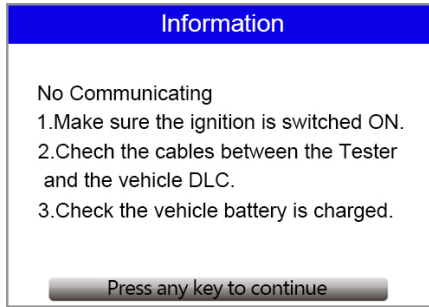 Information
No Communicating
1.Make sure the ignition is switched ON.
2.Chech the cables between the Tester
and the vehicle DLC.
3.Check the vehicle battery is charged.
Press any key to continue